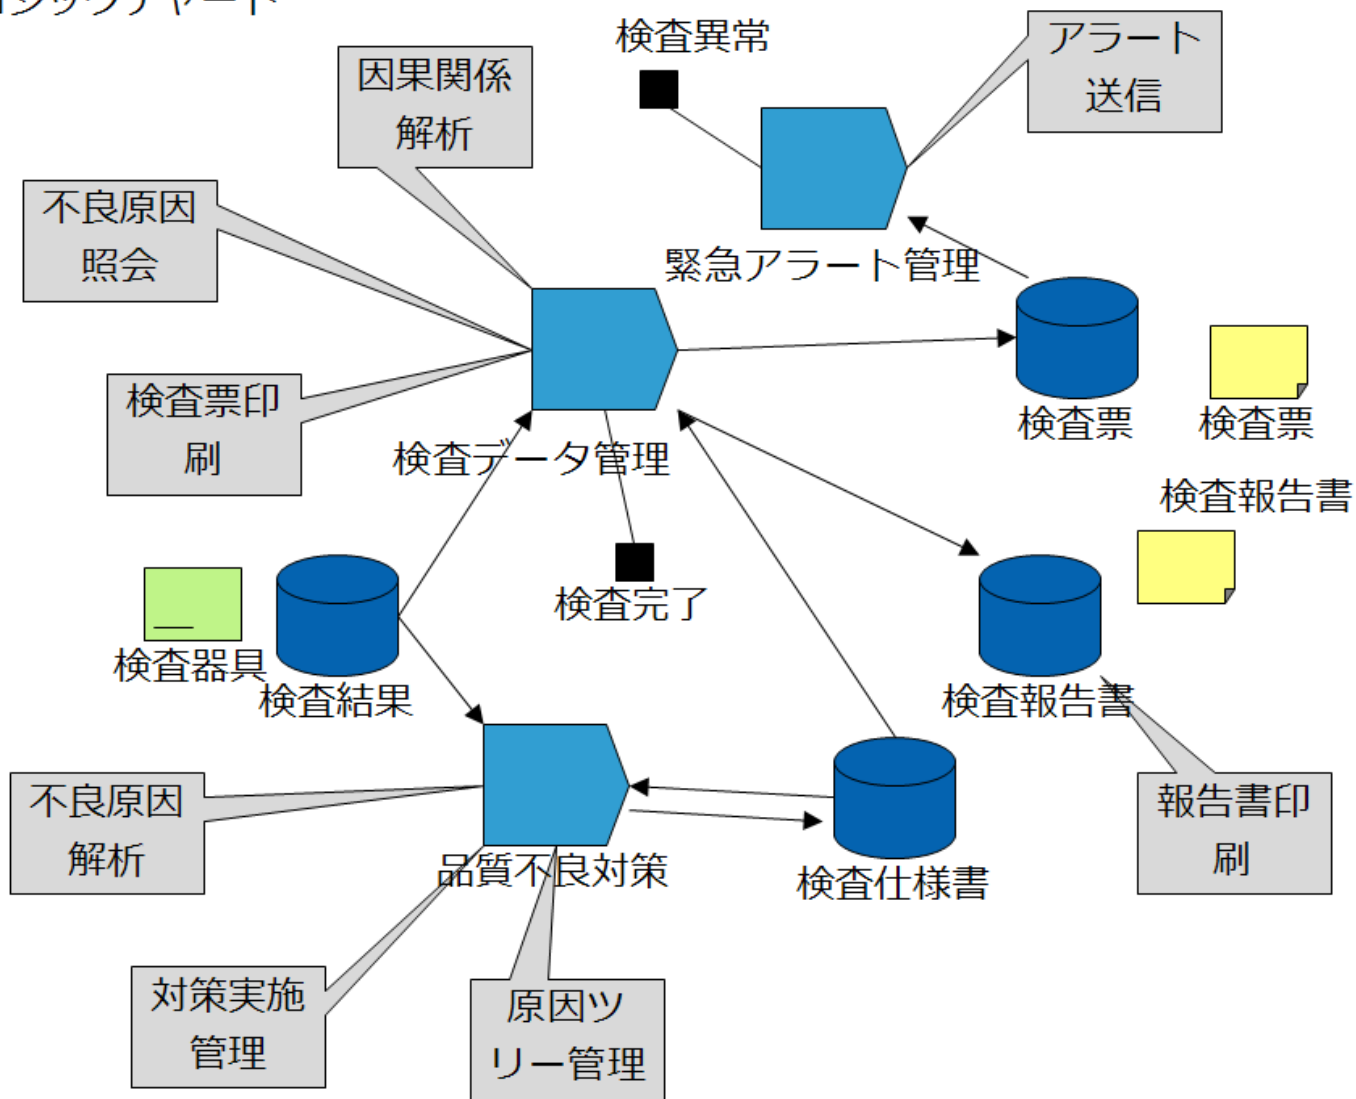 検査異常
アラート
送信
因果関係
解析
不良原因
照会
緊急アラート管理
検査票印
刷
検査データ管理
検査票
検査票
検査報告書
検査完了
検査器具
検査結果
検査報告書
不良原因
解析
品質不良対策
検査仕様書
報告書印
刷
対策実施
管理
原因ツ
リー管理